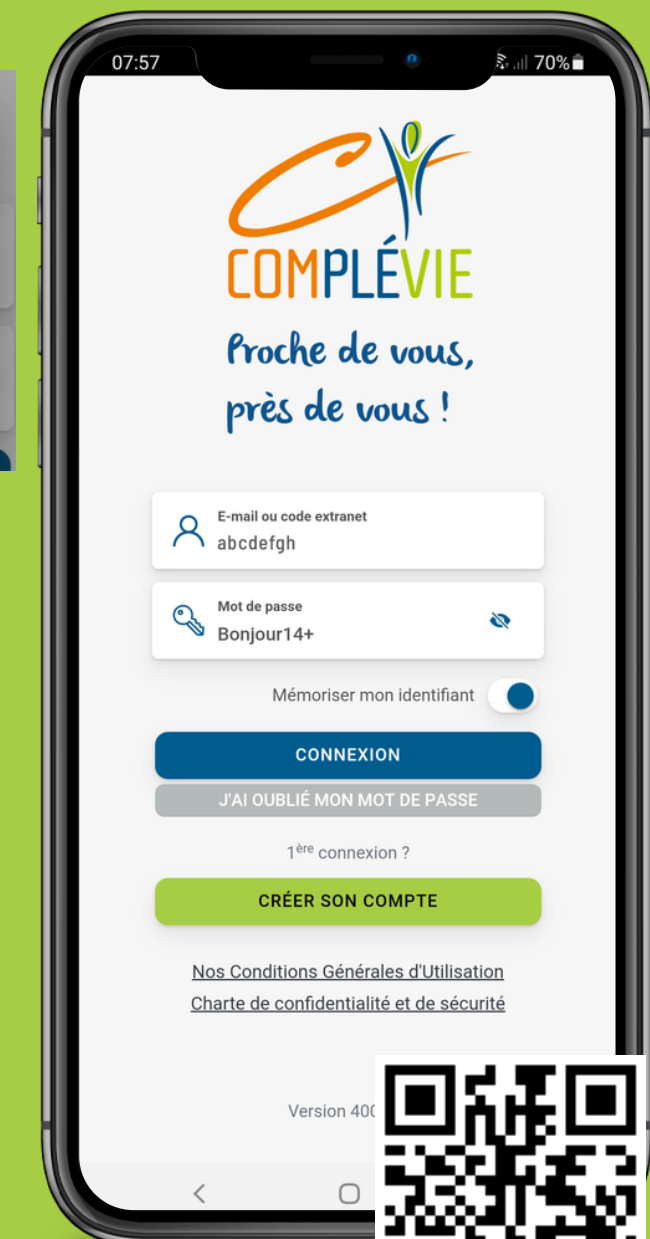 07:57
70%
COMPLÉVIE
Proche de vous,
près de vous !
E-mail ou code extranet
abcdefgh
Mot de passe
Bonjour14+
Mémoriser mon identifiant
CONNEXION
J'AI OUBLIÉ MON MOT DE PASSE
1ère connexion ?
CRÉER SON COMPTE
Nos Conditions Générales d'Utilisation
Charte de confidentialité et de sécurité
Version 400